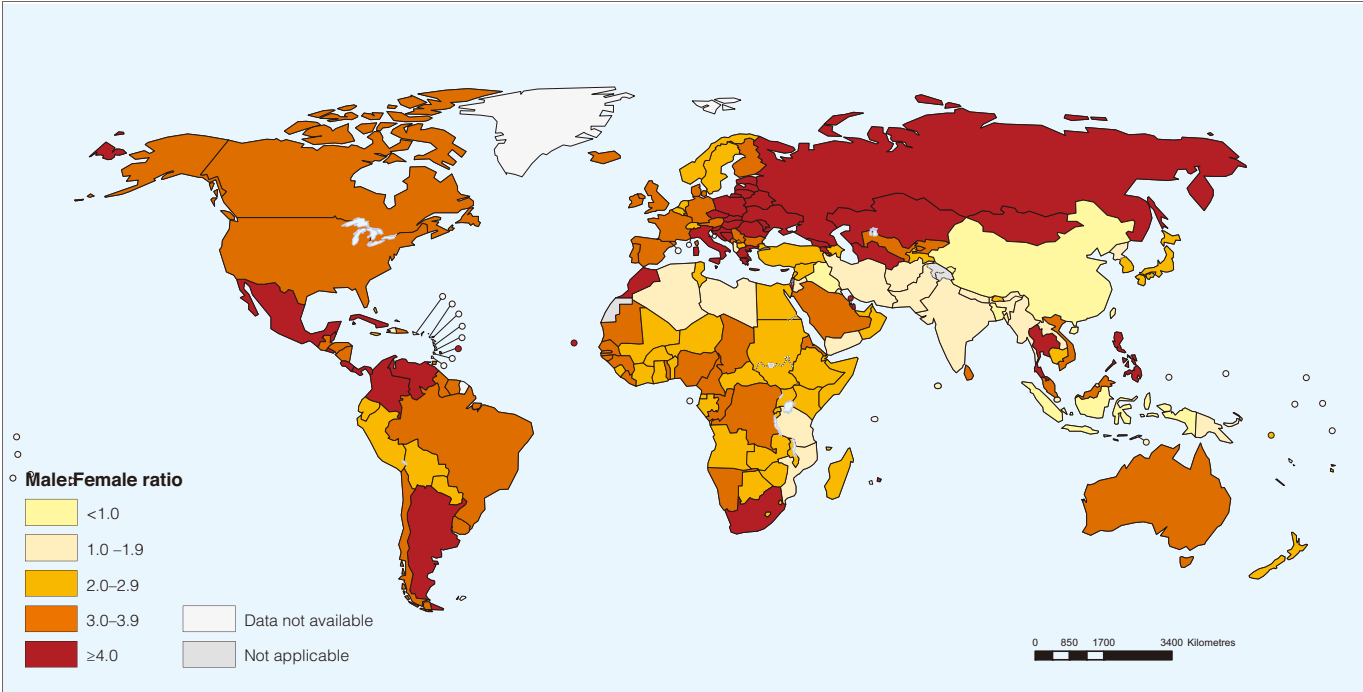 Male:Female ratio
<1.0
1.0 –1.9
2.0–2.9
3.0–3.9
≥4.0
Data not available
Not applicable
0 850 1700 3400 Kilometres